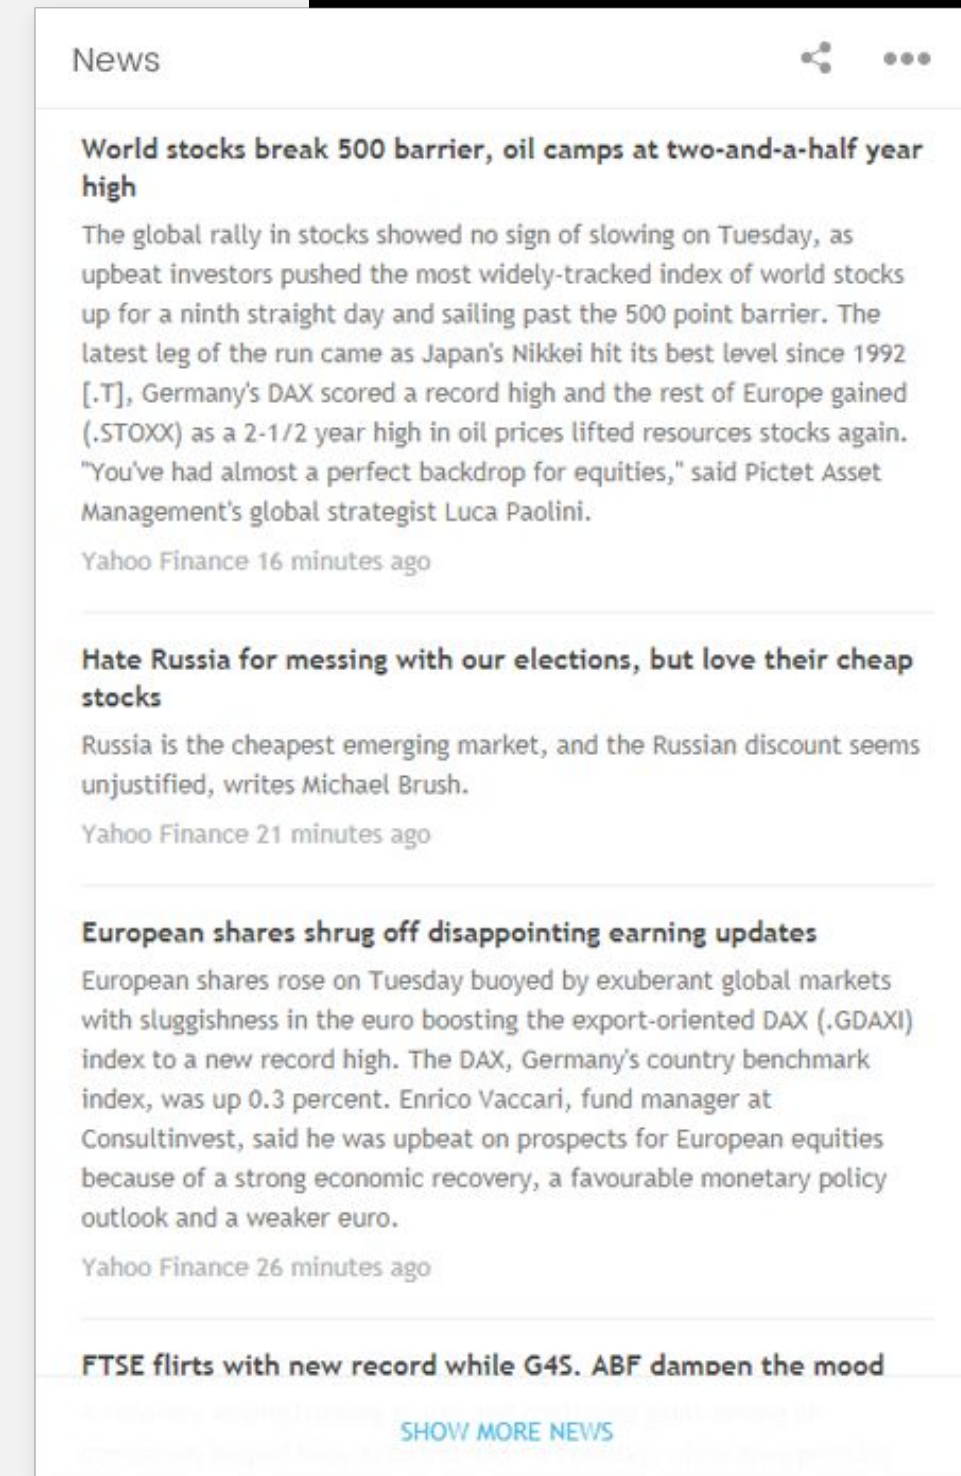 News
World stocks break 500 barrier, oil camps at two-and-a-half year
high
The global rally in stocks showed no sign of slowing on Tuesday, as
upbeat investors pushed the most widely-tracked index of world stocks
up for a ninth straight day and sailing past the 500 point barrier. The
latest leg of the run came as Japan's Nikkei hit its best level since 1992
[.T], Germany's DAX scored a record high and the rest of Europe gained
(.STOXX) as a 2-1/2 year high in oil prices lifted resources stocks again.
"You've had almost a perfect backdrop for equities," said Pictet Asset
Management's global strategist Luca Paolini.
Yahoo Finance 16 minutes ago
Hate Russia for messing with our elections, but love their cheap
stocks
Russia is the cheapest emerging market, and the Russian discount seems
unjustified, writes Michael Brush.
Yahoo Finance 21 minutes ago
European shares shrug off disappointing earning updates
European shares rose on Tuesday buoyed by exuberant global markets
with sluggishness in the euro boosting the export-oriented DAX (.GDAXI)
index to a new record high. The DAX, Germany's country benchmark
index, was up 0.3 percent. Enrico Vaccari, fund manager at
Consultinvest, said he was upbeat on prospects for European equities
because of a strong economic recovery, a favourable monetary policy
outlook and a weaker euro.
Yahoo Finance 26 minutes ago
FTSE flirts with new record while G4S, ABF dampen the mood
SHOW MORE NEWS